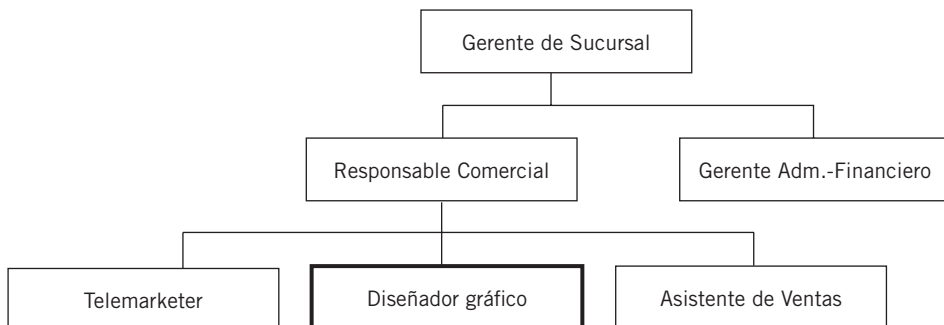 Gerente de Sucursal
Responsable Comercial
Gerente Adm.-Financiero
Telemarketer
Diseñador gráfico
Asistente de Ventas